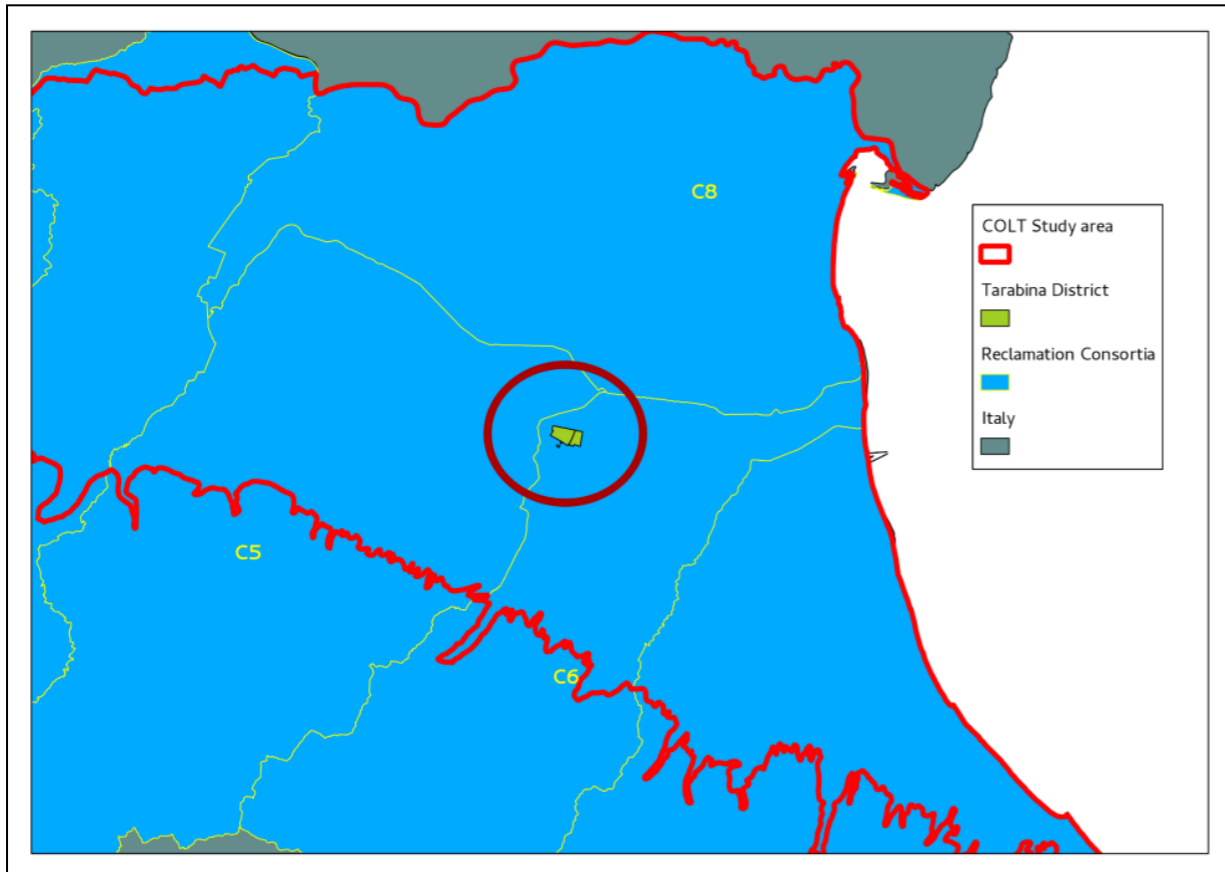 C8
COLT Study area
Tarabina District
Reclamation Consortia
Italy
C5
C6